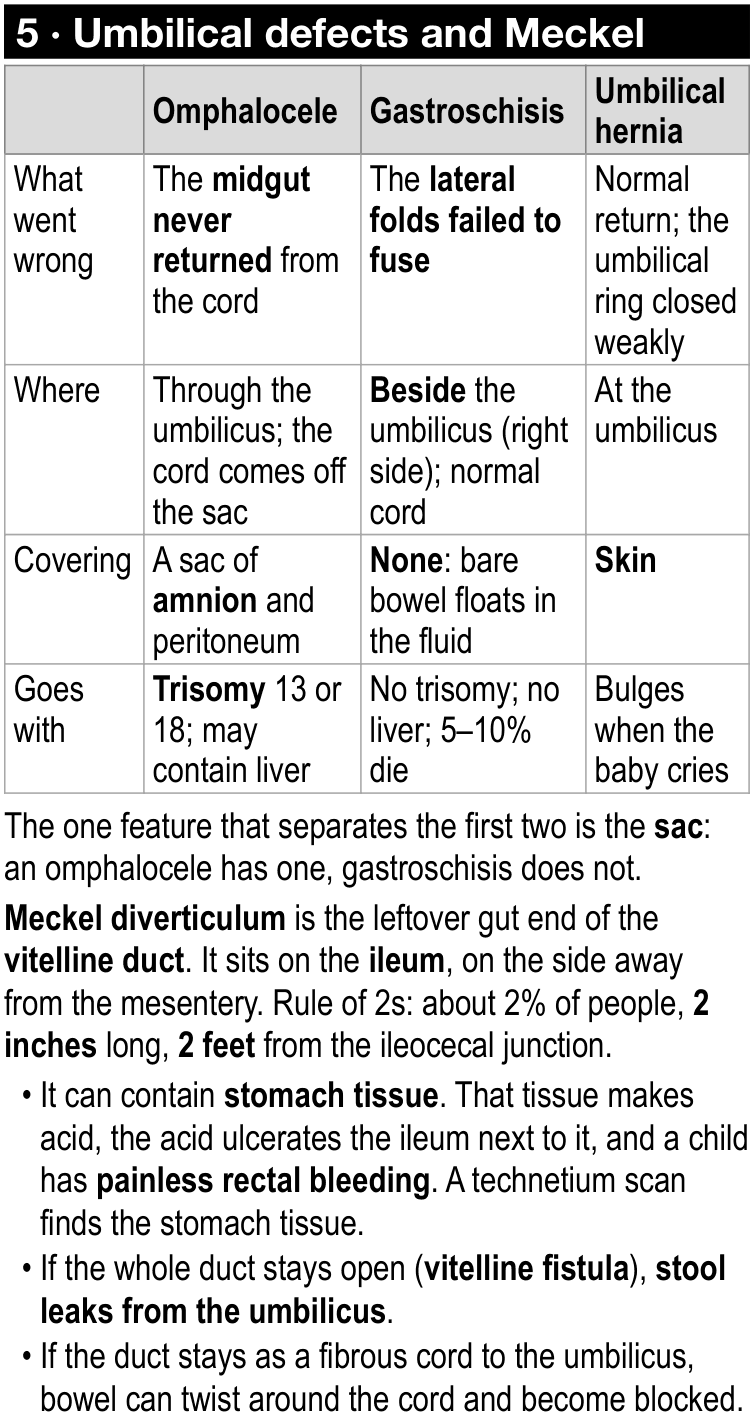 5 · Umbilical defects and Meckel
Omphalocele
Gastroschisis
Umbilical
hernia
What
went
wrong
The midgut
never
returned from
the cord
The lateral
folds failed to
fuse
Normal
return; the
umbilical
ring closed
weakly
Where
Through the
umbilicus; the
cord comes off
the sac
Beside the
umbilicus (right
side); normal
cord
At the
umbilicus
Covering
A sac of
amnion and
peritoneum
None: bare
bowel floats in
the fluid
Skin
Goes
with
Trisomy 13 or
18; may
contain liver
No trisomy; no
liver; 5–10%
die
Bulges
when the
baby cries
The one feature that separates the first two is the sac:
an omphalocele has one, gastroschisis does not.
Meckel diverticulum is the leftover gut end of the
vitelline duct. It sits on the ileum, on the side away
from the mesentery. Rule of 2s: about 2% of people, 2
inches long, 2 feet from the ileocecal junction.
• It can contain stomach tissue. That tissue makes
acid, the acid ulcerates the ileum next to it, and a child
has painless rectal bleeding. A technetium scan
finds the stomach tissue.
• If the whole duct stays open (vitelline fistula), stool
leaks from the umbilicus.
• If the duct stays as a fibrous cord to the umbilicus,
bowel can twist around the cord and become blocked.